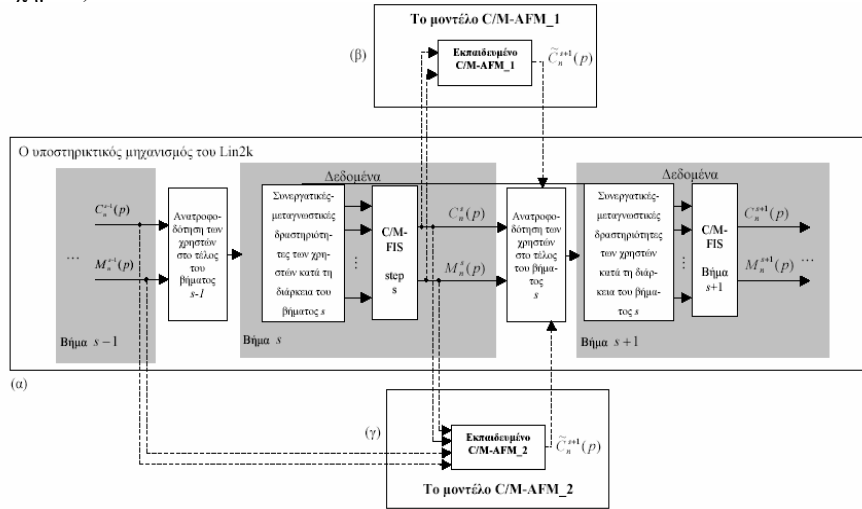 Το μοντέλο C/M-AFM_1
(β)
Εκπαιδευμένο
C/M-AFM_1
C̃ₙˢ⁺¹(p)
Ο υποστηρικτικός μηχανισμός του Lin2k
Δεδομένα
Δεδομένα
Cₙˢ⁻¹(p)
...
Mₙˢ⁻¹(p)
Βήμα s−1
Ανατροφο-
δότηση των
χρηστών
στο τέλος
του
βήματος
s-1
Συνεργατικές-
μεταγνωστικές
δραστηριότη-
τες των χρη-
στών κατά τη
διάρκεια του
βήματος s
⋮
C/M-
FIS
step
s
Βήμα s
Cₙˢ(p)
Mₙˢ(p)
Ανατροφο-
δότηση των
χρηστών
στο τέλος
του βήμα-
τος
s
Συνεργατικές-
μεταγνωστικές
δραστηριότητες
των χρηστών
κατά τη διάρ-
κεια του βήμα-
τος s
⋮
C/M-
FIS
Βήμα
s+1
Βήμα s+1
Cₙˢ⁺¹(p)
Mₙˢ⁺¹(p) ...
(α)
(γ)
Εκπαιδευμένο
C/M-AFM_2
C̃ₙˢ⁺¹(p)
Το μοντέλο C/M-AFM_2